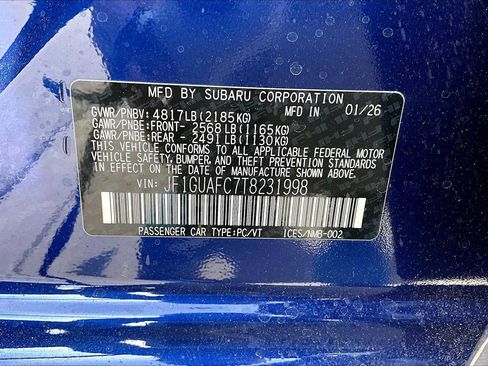 MFD BY SUBARU CORPORATION
GVWR/PNBV: 4817LB(2185KG) MFD IN 01/26
GAWR/PNBE:FRONT- 2568LB(1165KG)
GAWR/PNBE:REAR - 2491LB(1130KG)
THIS VEHICLE CONFORMS TO ALL APPLICABLE FEDERAL MOTOR
VEHICLE SAFETY, BUMPER, AND THEFT PREVENTION STANDARDS
IN EFFECT ON THE DATE OF MANUFACTURE SHOWN ABOVE.
VIN: JF1GUAFC7T8231998
PASSENGER CAR TYPE:PC/VT ICES/NMB-002